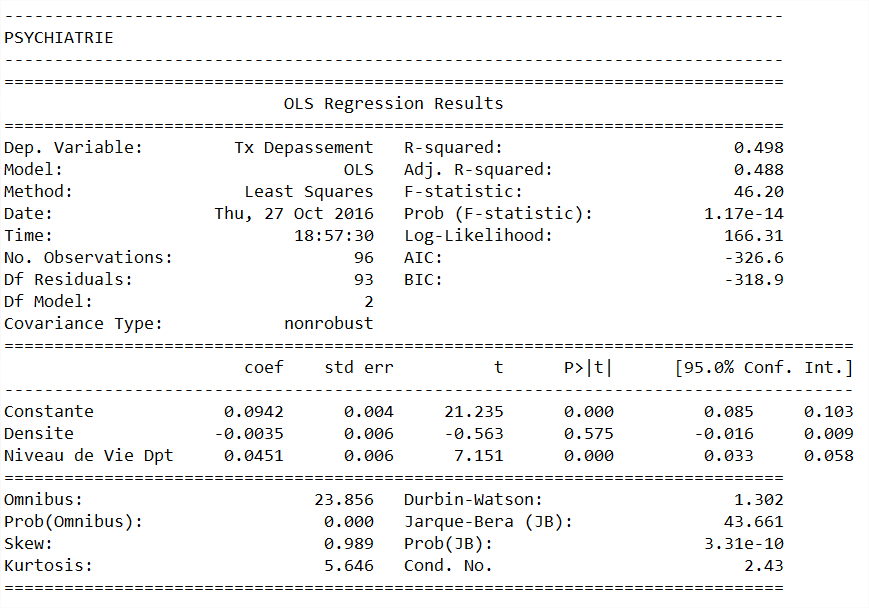 ------------------------------------------------------------------------------
PSYCHIATRIE
------------------------------------------------------------------------------
==============================================================================
                            OLS Regression Results
==============================================================================
Dep. Variable:         Tx Depassement   R-squared:                       0.498
Model:                            OLS   Adj. R-squared:                  0.488
Method:                 Least Squares   F-statistic:                     46.20
Date:                Thu, 27 Oct 2016   Prob (F-statistic):           1.17e-14
Time:                        18:57:30   Log-Likelihood:                 166.31
No. Observations:                  96   AIC:                            -326.6
Df Residuals:                      93   BIC:                            -318.9
Df Model:                           2
Covariance Type:            nonrobust
=====================================================================================
                        coef    std err          t      P>|t|      [95.0% Conf. Int.]
-------------------------------------------------------------------------------------
Constante             0.0942      0.004     21.235      0.000         0.085     0.103
Densite              -0.0035      0.006     -0.563      0.575        -0.016     0.009
Niveau de Vie Dpt     0.0451      0.006      7.151      0.000         0.033     0.058
==============================================================================
Omnibus:                       23.856   Durbin-Watson:                   1.302
Prob(Omnibus):                  0.000   Jarque-Bera (JB):               43.661
Skew:                           0.989   Prob(JB):                     3.31e-10
Kurtosis:                       5.646   Cond. No.                         2.43
==============================================================================